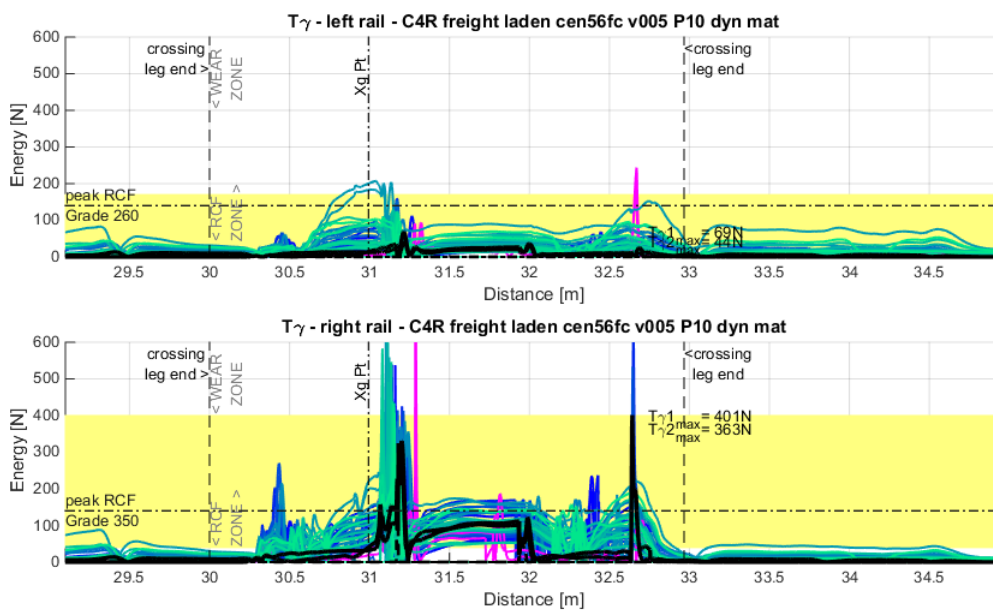 Tγ - left rail - C4R freight laden cen56fc v005 P10 dyn mat
600
500
400
300
200
100
0
Energy [N]
crossing
leg end >
< WEAR
ZONE
Xg Pt
<crossing
leg end
peak RCF
Grade 260
< RCF
ZONE >
Tγ1max = 69N
Tγ2max = 44N
29.5 30 30.5 31 31.5 32 32.5 33 33.5 34 34.5
Distance [m]
Tγ - right rail - C4R freight laden cen56fc v005 P10 dyn mat
600
500
400
300
200
100
0
Energy [N]
crossing
leg end >
< WEAR
ZONE
Xg Pt
<crossing
leg end
Tγ1max = 401N
Tγ2max = 363N
peak RCF
Grade 350
< RCF
ZONE >
29.5 30 30.5 31 31.5 32 32.5 33 33.5 34 34.5
Distance [m]